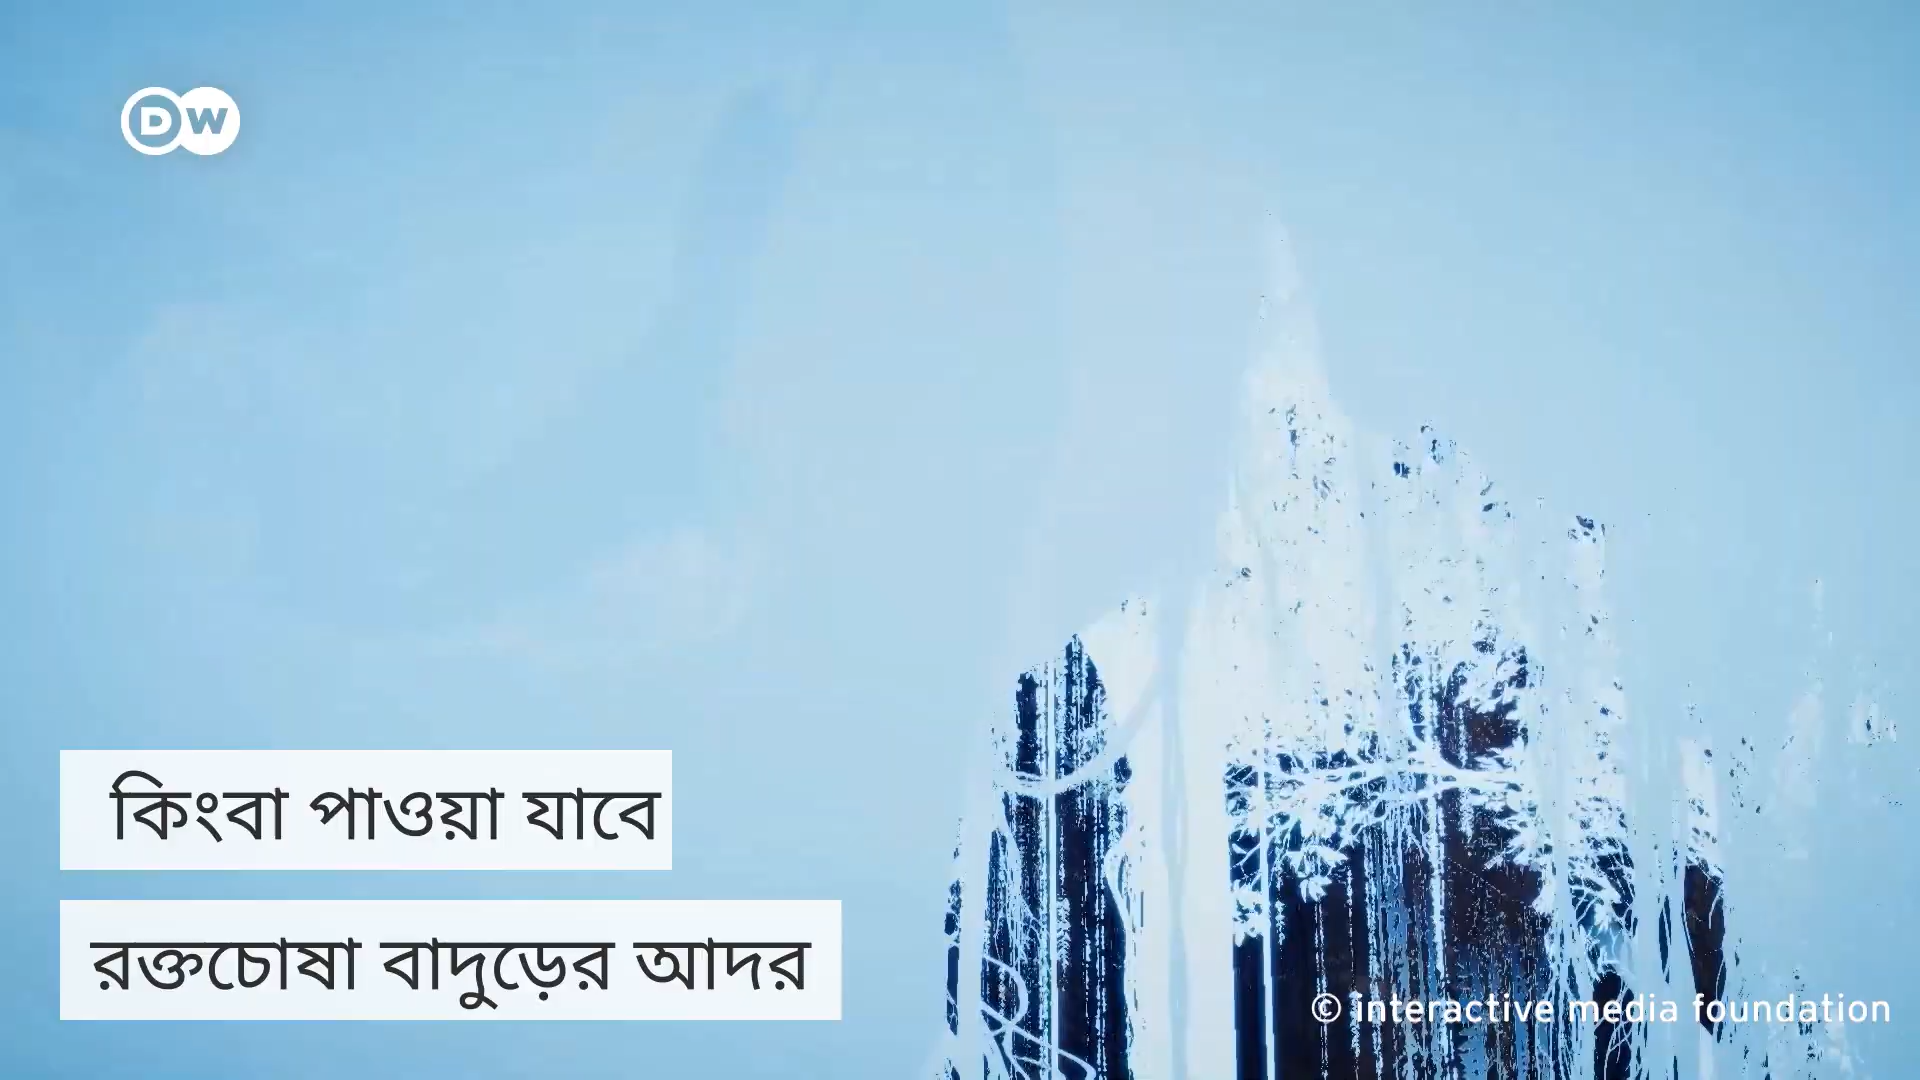 DW
কিংবা পাওয়া যাবে
রক্তচোষা বাদুড়ের আদর
© interactive media foundation